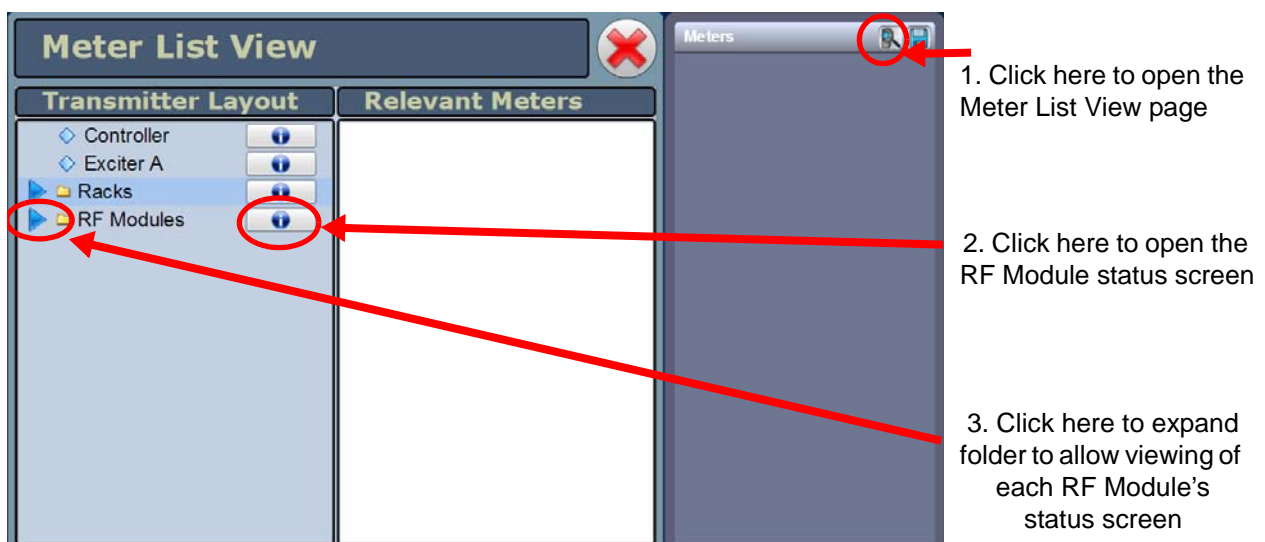 Meter List View
Meters
Transmitter Layout
Relevant Meters
Controller
Exciter A
Racks
RF Modules
1. Click here to open the
Meter List View page
2. Click here to open the
RF Module status screen
3. Click here to expand
folder to allow viewing of
each RF Module’s
status screen